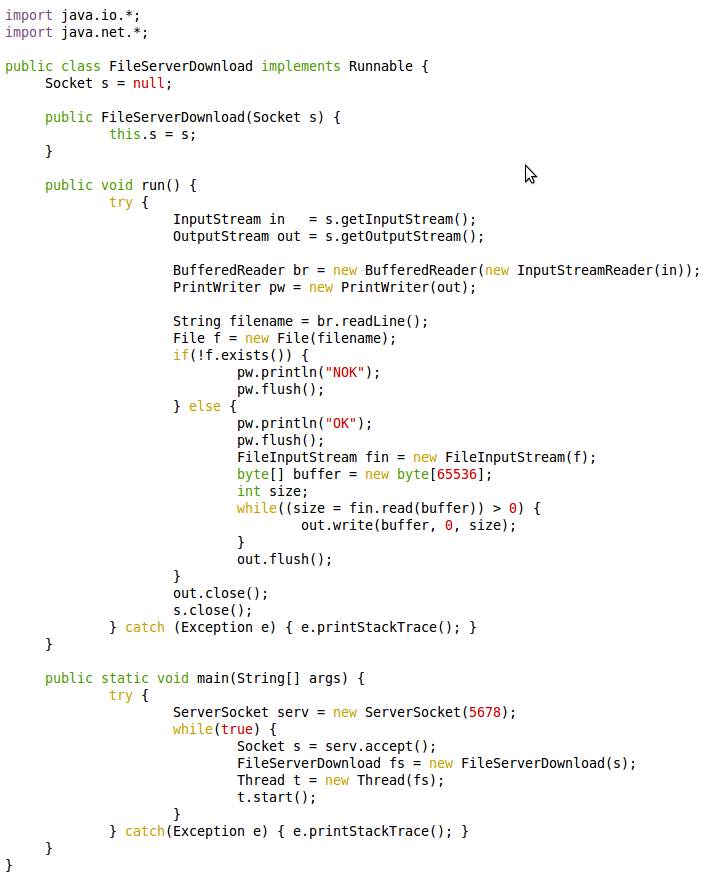 import java.io.*;
import java.net.*;

public class FileServerDownload implements Runnable {
     Socket s = null;

     public FileServerDownload(Socket s) {
             this.s = s;
     }

     public void run() {
             try {
                     InputStream in   = s.getInputStream();
                     OutputStream out = s.getOutputStream();

                     BufferedReader br = new BufferedReader(new InputStreamReader(in));
                     PrintWriter pw = new PrintWriter(out);

                     String filename = br.readLine();
                     File f = new File(filename);
                     if(!f.exists()) {
                             pw.println("NOK");
                             pw.flush();
                     } else {
                             pw.println("OK");
                             pw.flush();
                             FileInputStream fin = new FileInputStream(f);
                             byte[] buffer = new byte[65536];
                             int size;
                             while((size = fin.read(buffer)) > 0) {
                                     out.write(buffer, 0, size);
                             }
                             out.flush();
                     }
                     out.close();
                     s.close();
             } catch (Exception e) { e.printStackTrace(); }
     }

     public static void main(String[] args) {
             try {
                     ServerSocket serv = new ServerSocket(5678);
                     while(true) {
                             Socket s = serv.accept();
                             FileServerDownload fs = new FileServerDownload(s);
                             Thread t = new Thread(fs);
                             t.start();
                     }
             } catch(Exception e) { e.printStackTrace(); }
     }
}